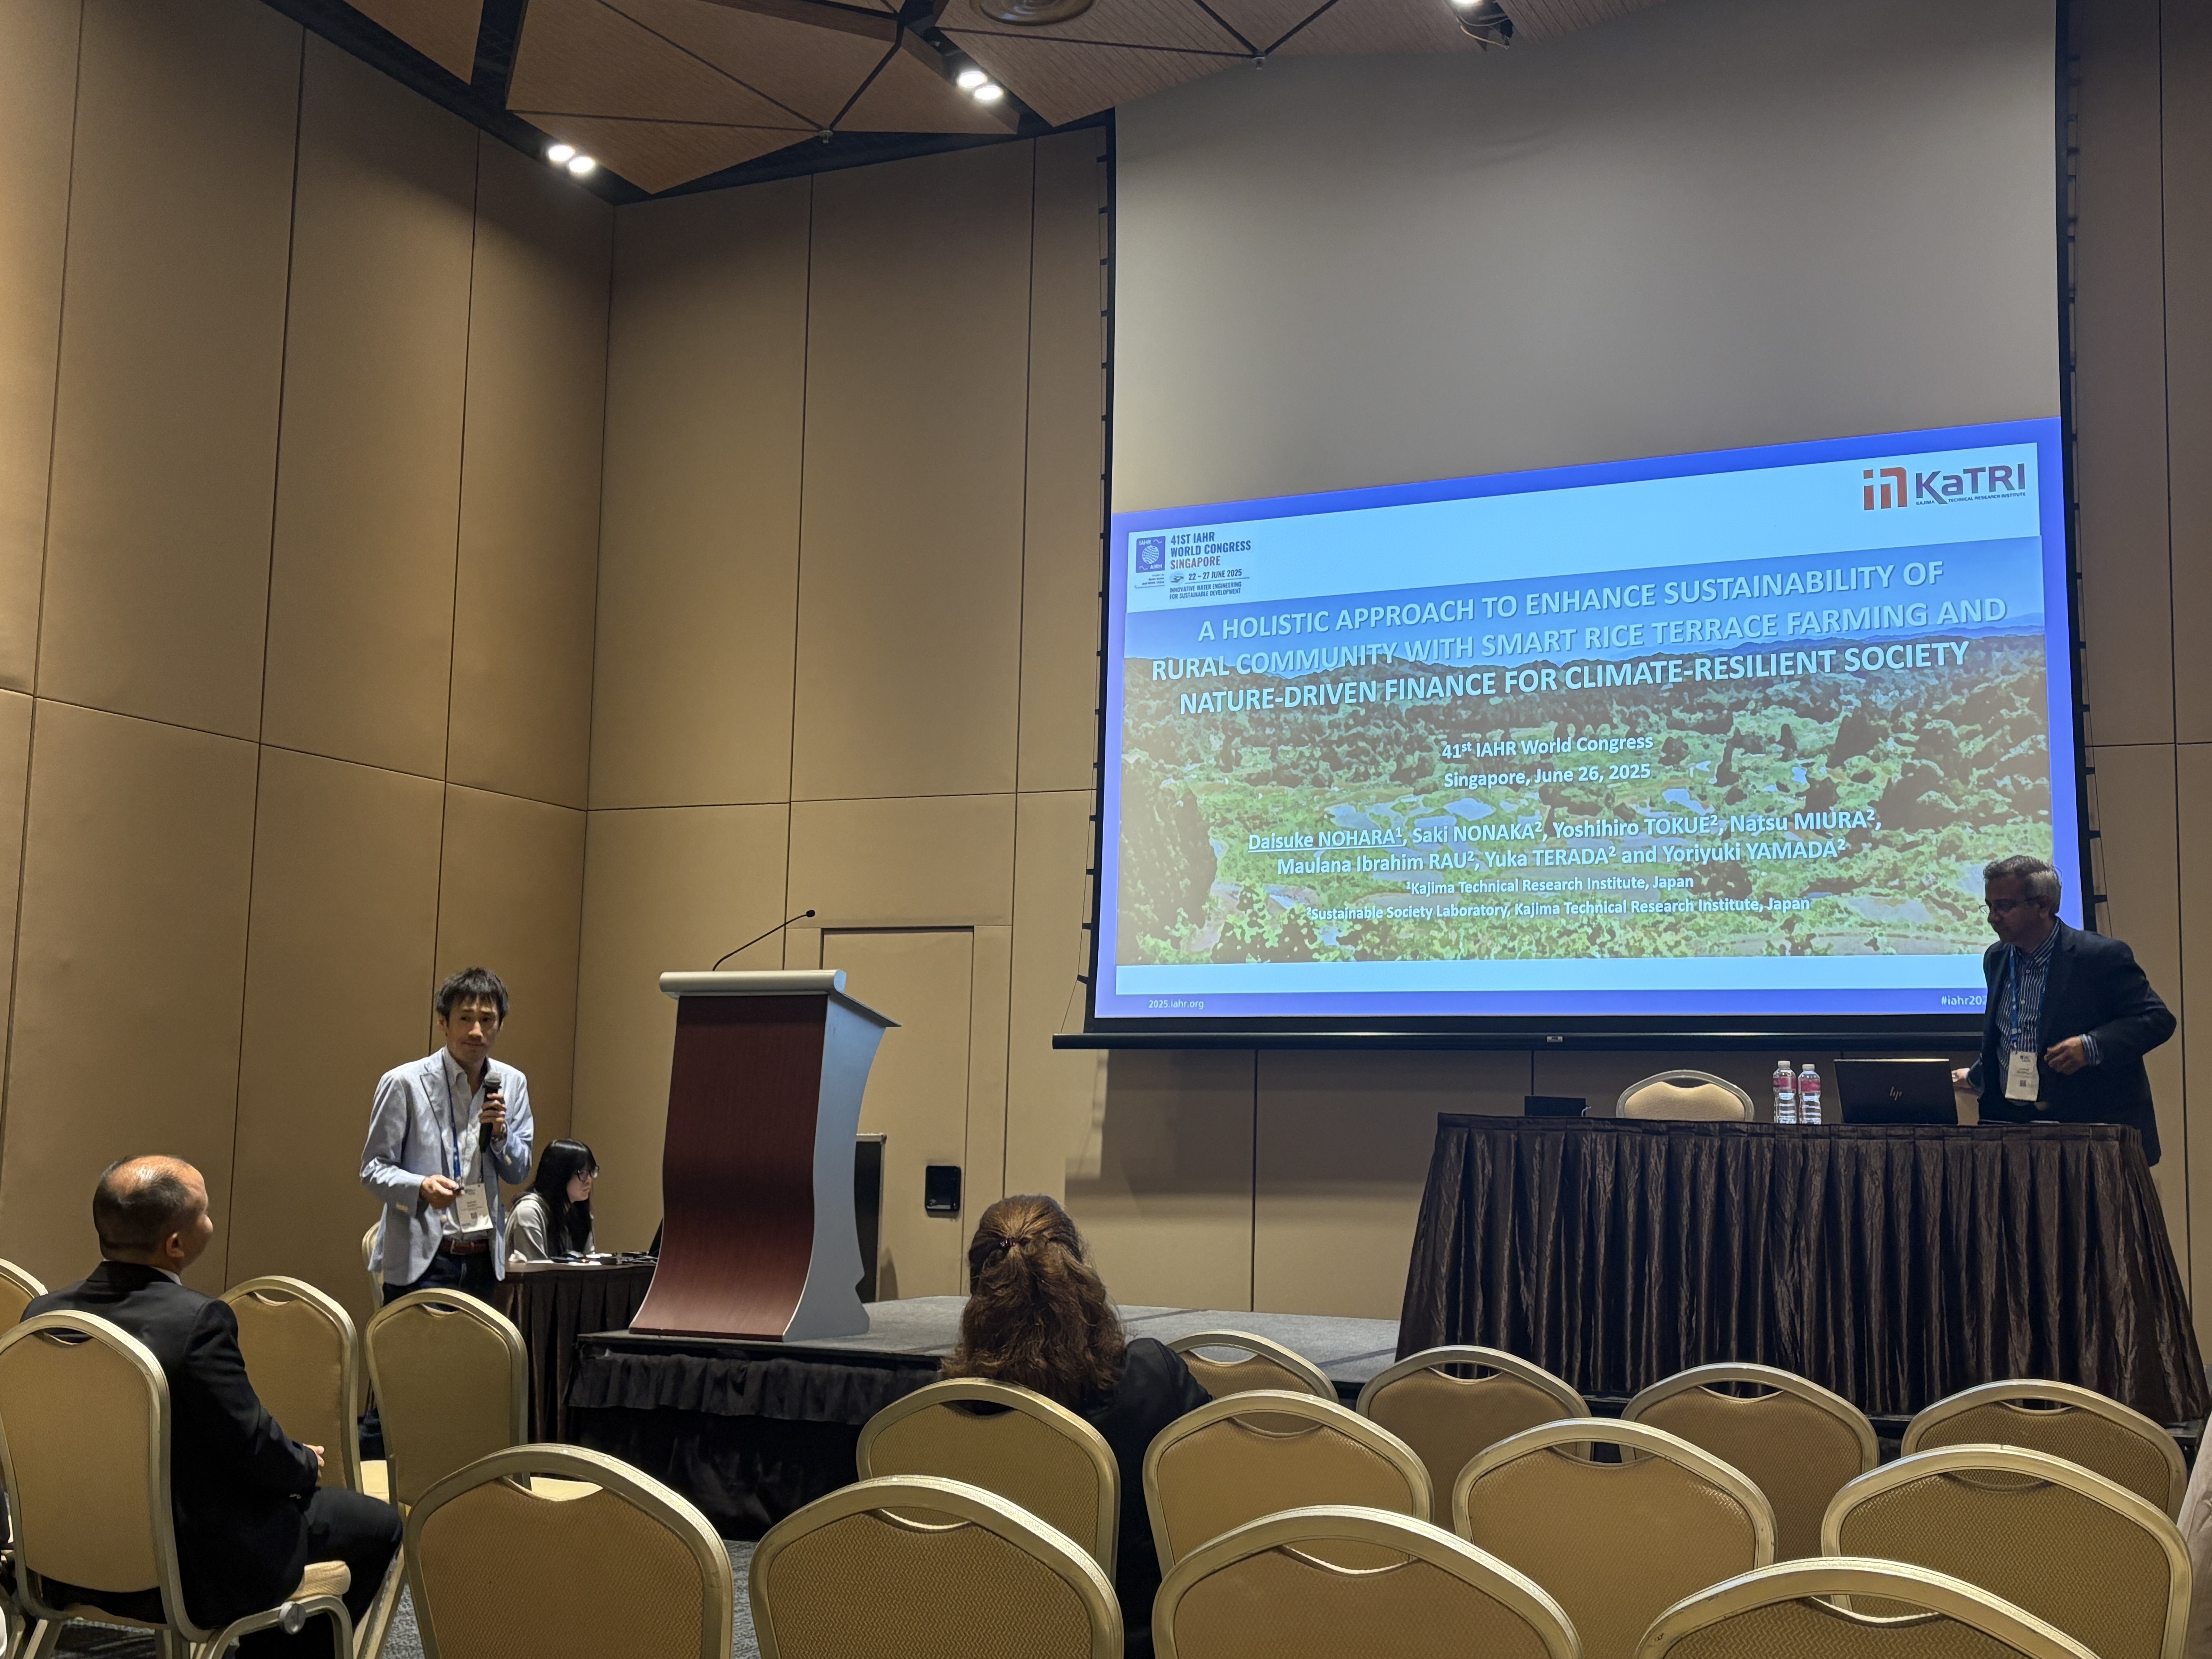 KaTRI
KAJIMA TECHNICAL RESEARCH INSTITUTE
IAHR
41ST IAHR
WORLD CONGRESS
SINGAPORE
22 – 27 JUNE 2025
INNOVATIVE WATER ENGINEERING
FOR SUSTAINABLE DEVELOPMENT
A HOLISTIC APPROACH TO ENHANCE SUSTAINABILITY OF
RURAL COMMUNITY WITH SMART RICE TERRACE FARMING AND
NATURE-DRIVEN FINANCE FOR CLIMATE-RESILIENT SOCIETY
41st IAHR World Congress
Singapore, June 26, 2025
Daisuke NOHARA¹, Saki NONAKA², Yoshihiro TOKUE², Natsu MIURA²,
Maulana Ibrahim RAU², Yuka TERADA² and Yoriyuki YAMADA²
¹Kajima Technical Research Institute, Japan
²Sustainable Society Laboratory, Kajima Technical Research Institute, Japan
2025.iahr.org
#iahr202
hp